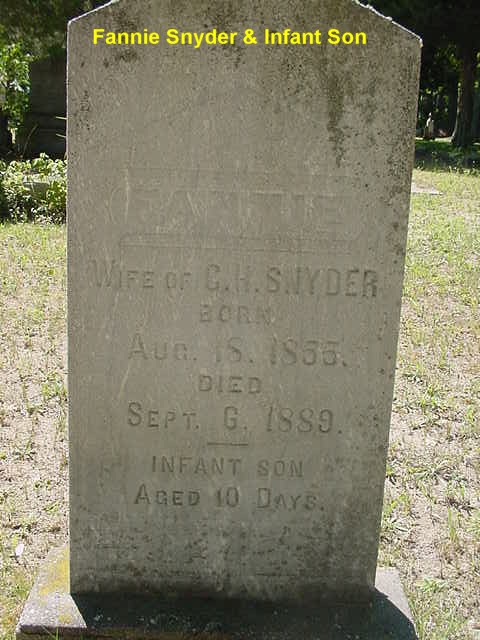 Fannie Snyder & Infant Son
FANNIE
WIFE OF C. H. SNYDER
BORN
AUG. 18. 1855.
DIED
SEPT. 6. 1889.
INFANT SON
AGED 10 DAYS.